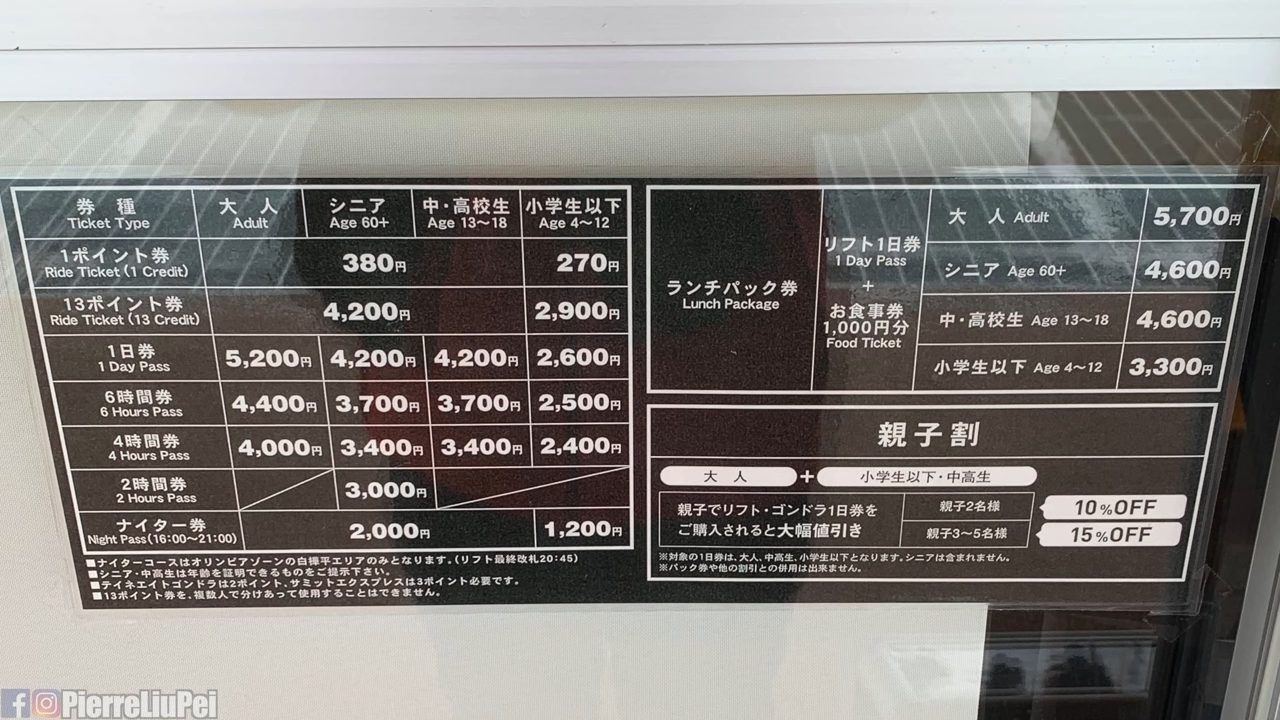 券種 大人 シニア 中・高校生 小学生以下
Ticket Type Adult Age 60+ Age 13～18 Age 4～12
1ポイント券
Ride Ticket (1 Credit)
380円 270円
13ポイント券
Ride Ticket (13 Credit)
4,200円 2,900円
1日券
1 Day Pass
5,200円 4,200円 4,200円 2,600円
6時間券
6 Hours Pass
4,400円 3,700円 3,700円 2,500円
4時間券
4 Hours Pass
4,000円 3,400円 3,400円 2,400円
2時間券
2 Hours Pass
3,000円
ナイター券
Night Pass (16:00～21:00)
2,000円 1,200円
■ナイターコースはオリンピアゾーンの白樺平エリアのみとなります。(リフト最終改札20:45)
■シニア・中高生は年齢を証明できるものをご提示下さい。
■テイネエイトゴンドラは2ポイント、サミットエクスプレスは3ポイント必要です。
■13ポイント券を、複数人で分けあって使用することはできません。
ランチパック券
Lunch Package
リフト1日券
1 Day Pass
+
お食事券
1,000円分
Food Ticket
大人 Adult 5,700円
シニア Age 60+ 4,600円
中・高校生 Age 13～18 4,600円
小学生以下 Age 4～12 3,300円
親子割
大人 + 小学生以下・中高生
親子でリフト・ゴンドラ1日券を
ご購入されると大幅値引き
親子2名様 10%OFF
親子3～5名様 15%OFF
※対象の1日券は、大人、中高生、小学生以下となります。シニアは含まれません。
※パック券や他の割引との併用は出来ません。
PierreLiuPei